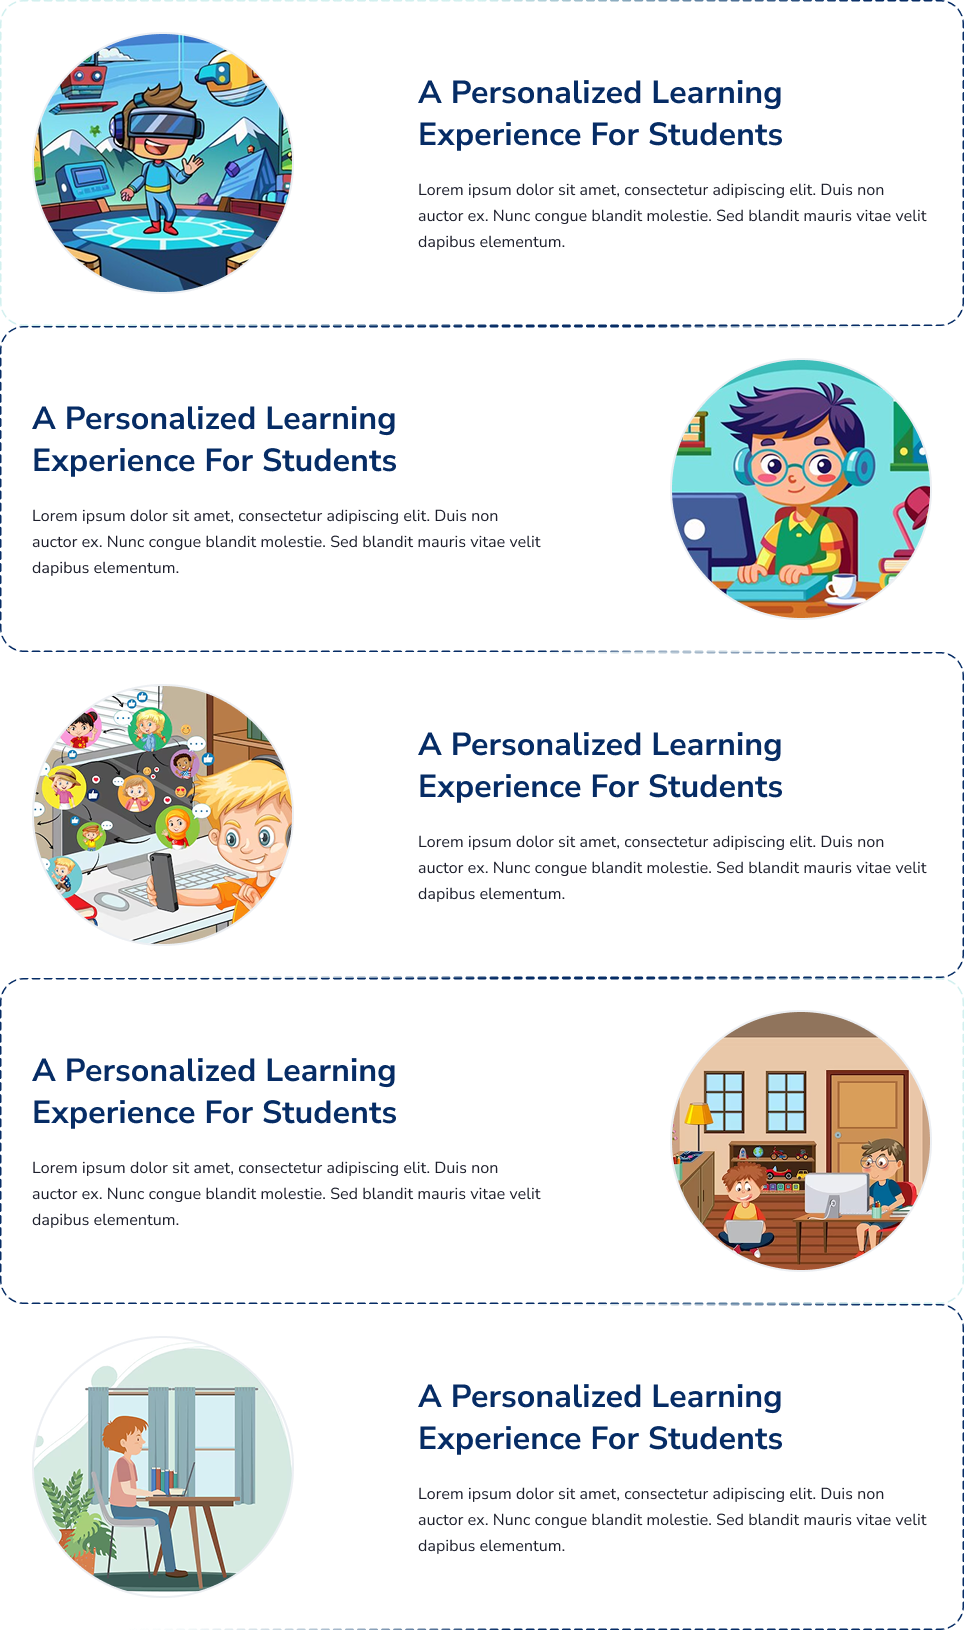 A Personalized Learning
Experience For Students
Lorem ipsum dolor sit amet, consectetur adipiscing elit. Duis non
auctor ex. Nunc congue blandit molestie. Sed blandit mauris vitae velit
dapibus elementum.
A Personalized Learning
Experience For Students
Lorem ipsum dolor sit amet, consectetur adipiscing elit. Duis non
auctor ex. Nunc congue blandit molestie. Sed blandit mauris vitae velit
dapibus elementum.
A Personalized Learning
Experience For Students
Lorem ipsum dolor sit amet, consectetur adipiscing elit. Duis non
auctor ex. Nunc congue blandit molestie. Sed blandit mauris vitae velit
dapibus elementum.
A Personalized Learning
Experience For Students
Lorem ipsum dolor sit amet, consectetur adipiscing elit. Duis non
auctor ex. Nunc congue blandit molestie. Sed blandit mauris vitae velit
dapibus elementum.
A Personalized Learning
Experience For Students
Lorem ipsum dolor sit amet, consectetur adipiscing elit. Duis non
auctor ex. Nunc congue blandit molestie. Sed blandit mauris vitae velit
dapibus elementum.